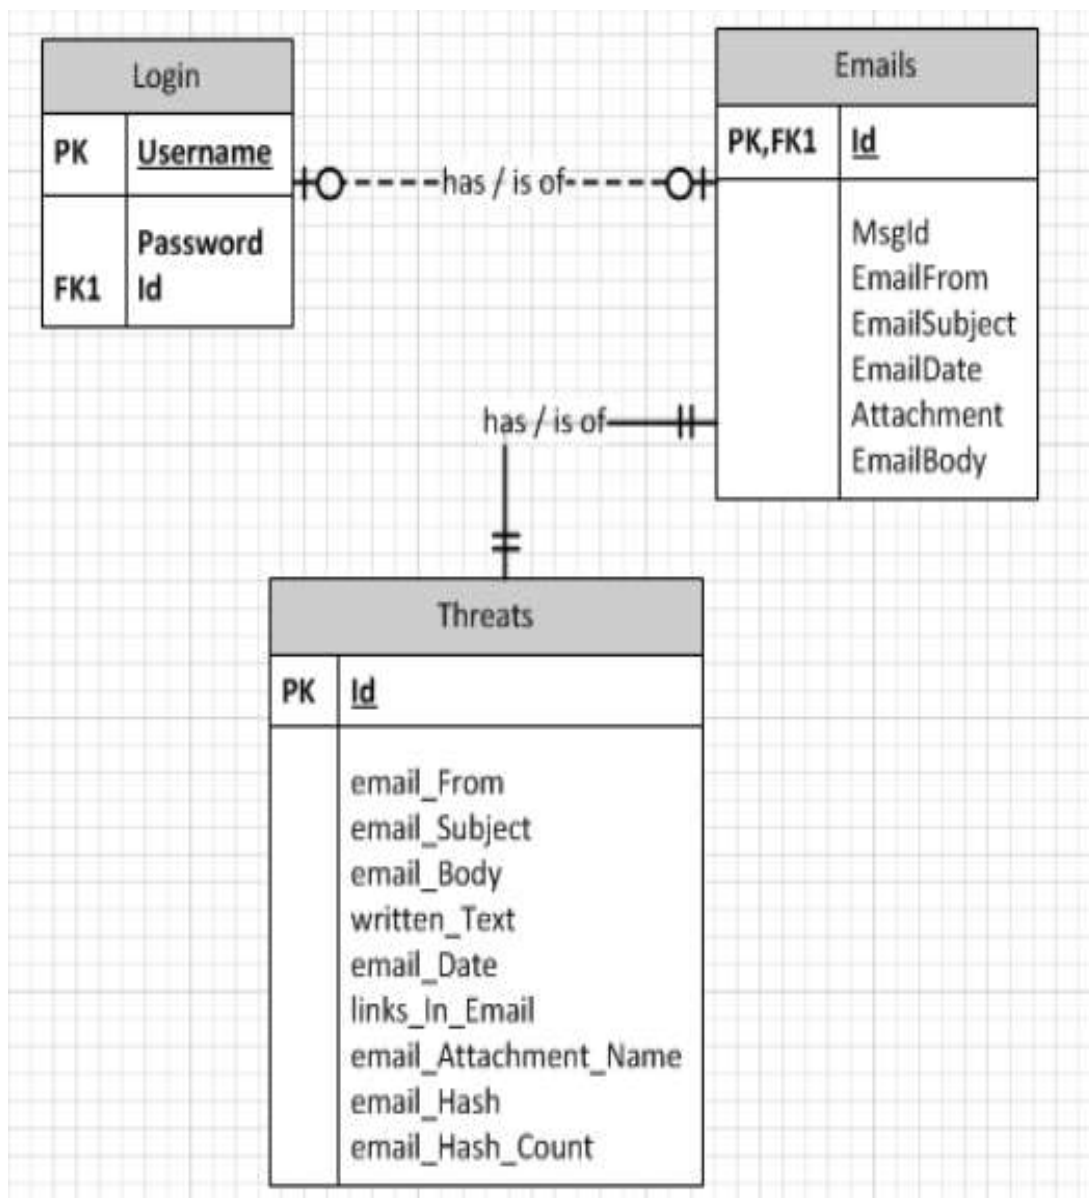 Login
PK Username
Password
FK1 Id
has / is of
Emails
PK,FK1 Id
MsgId
EmailFrom
EmailSubject
EmailDate
Attachment
EmailBody
has / is of
Threats
PK Id
email_From
email_Subject
email_Body
written_Text
email_Date
links_In_Email
email_Attachment_Name
email_Hash
email_Hash_Count